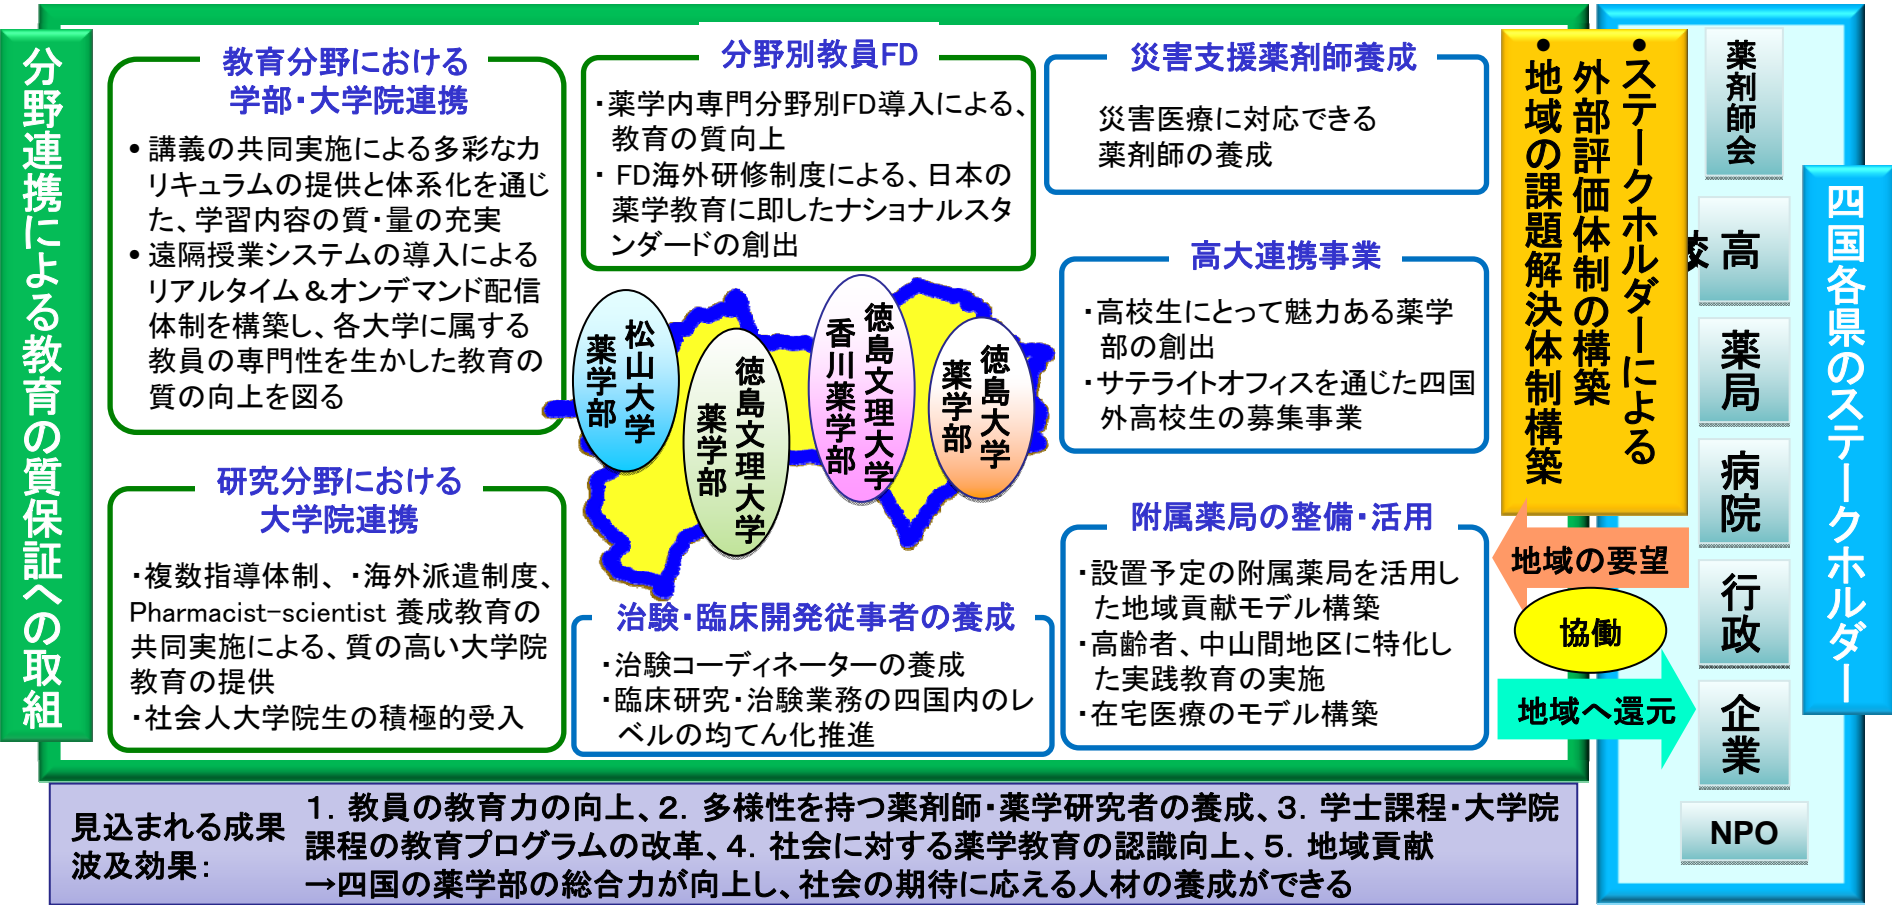 分野連携による教育の質保証への取組
教育分野における
学部・大学院連携
• 講義の共同実施による多彩なカ
リキュラムの提供と体系化を通じ
た、学習内容の質・量の充実
• 遠隔授業システムの導入による
リアルタイム＆オンデマンド配信
体制を構築し、各大学に属する
教員の専門性を生かした教育の
質の向上を図る
研究分野における
大学院連携
・複数指導体制、・海外派遣制度、
Pharmacist-scientist 養成教育の
共同実施による、質の高い大学院
教育の提供
・社会人大学院生の積極的受入
分野別教員FD
・薬学内専門分野別FD導入による、
教育の質向上
・ FD海外研修制度による、日本の
薬学教育に即したナショナルスタ
ンダードの創出
松山大学
薬学部
徳島文理大学
薬学部
徳島文理大学
香川薬学部
徳島大学
薬学部
治験・臨床開発従事者の養成
・治験コーディネーターの養成
・臨床研究・治験業務の四国内のレ
ベルの均てん化推進
災害支援薬剤師養成
災害医療に対応できる
薬剤師の養成
高大連携事業
・高校生にとって魅力ある薬学
部の創出
・サテライトオフィスを通じた四国
外高校生の募集事業
附属薬局の整備・活用
・設置予定の附属薬局を活用し
た地域貢献モデル構築
・高齢者、中山間地区に特化し
た実践教育の実施
・在宅医療のモデル構築
・ステークホルダーによる
外部評価体制の構築
・地域の課題解決体制構築
地域の要望
協働
地域へ還元
薬剤師会
高校
薬局
病院
行政
企業
NPO
四国各県のステークホルダー
見込まれる成果
波及効果：
１．教員の教育力の向上、２．多様性を持つ薬剤師・薬学研究者の養成、３．学士課程・大学院
課程の教育プログラムの改革、４．社会に対する薬学教育の認識向上、５．地域貢献
→四国の薬学部の総合力が向上し、社会の期待に応える人材の養成ができる